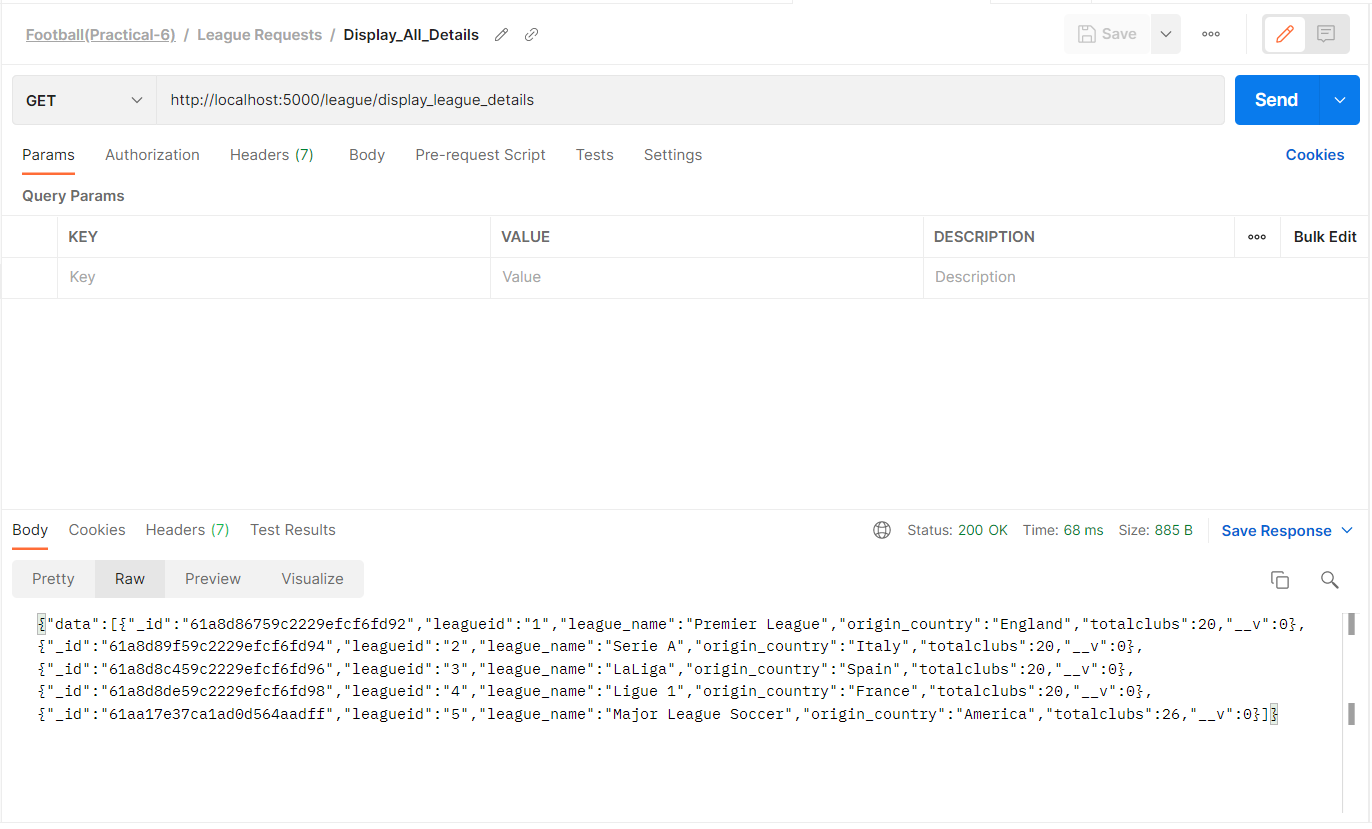 Football(Practical-6) / League Requests / Display_All_Details
Save
GET http://localhost:5000/league/display_league_details Send
Params Authorization Headers (7) Body Pre-request Script Tests Settings Cookies
Query Params
KEY VALUE DESCRIPTION Bulk Edit
Key Value Description
Body Cookies Headers (7) Test Results Status: 200 OK Time: 68 ms Size: 885 B Save Response
Pretty Raw Preview Visualize
{"data":[{"_id":"61a8d86759c2229efcf6fd92","leagueid":"1","league_name":"Premier League","origin_country":"England","totalclubs":20,"__v":0},
{"_id":"61a8d89f59c2229efcf6fd94","leagueid":"2","league_name":"Serie A","origin_country":"Italy","totalclubs":20,"__v":0},
{"_id":"61a8d8c459c2229efcf6fd96","leagueid":"3","league_name":"LaLiga","origin_country":"Spain","totalclubs":20,"__v":0},
{"_id":"61a8d8de59c2229efcf6fd98","leagueid":"4","league_name":"Ligue 1","origin_country":"France","totalclubs":20,"__v":0},
{"_id":"61aa17e37ca1ad0d564aadff","leagueid":"5","league_name":"Major League Soccer","origin_country":"America","totalclubs":26,"__v":0}]}